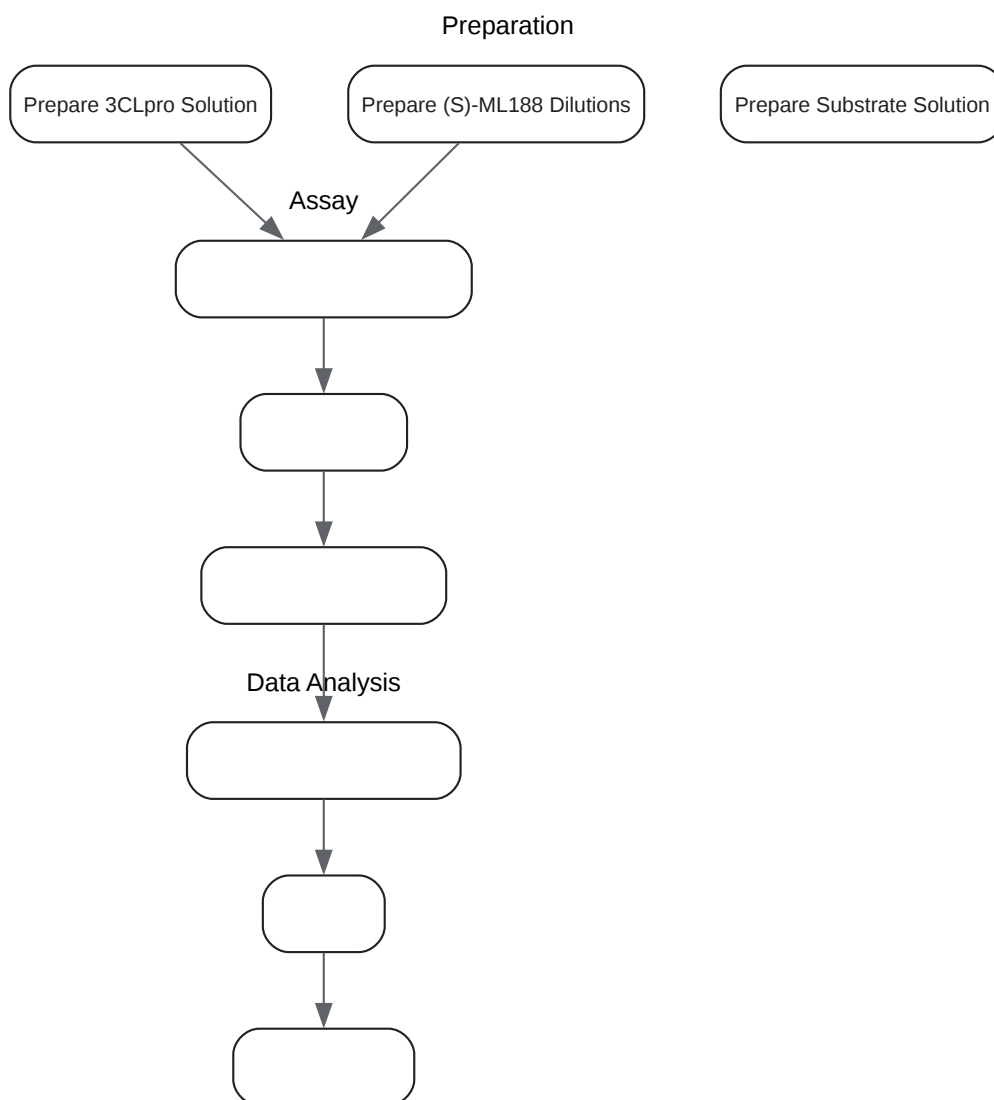 Preparation
Prepare 3CLpro Solution
Prepare (S)-ML188 Dilutions
Prepare Substrate Solution
Assay
Data Analysis